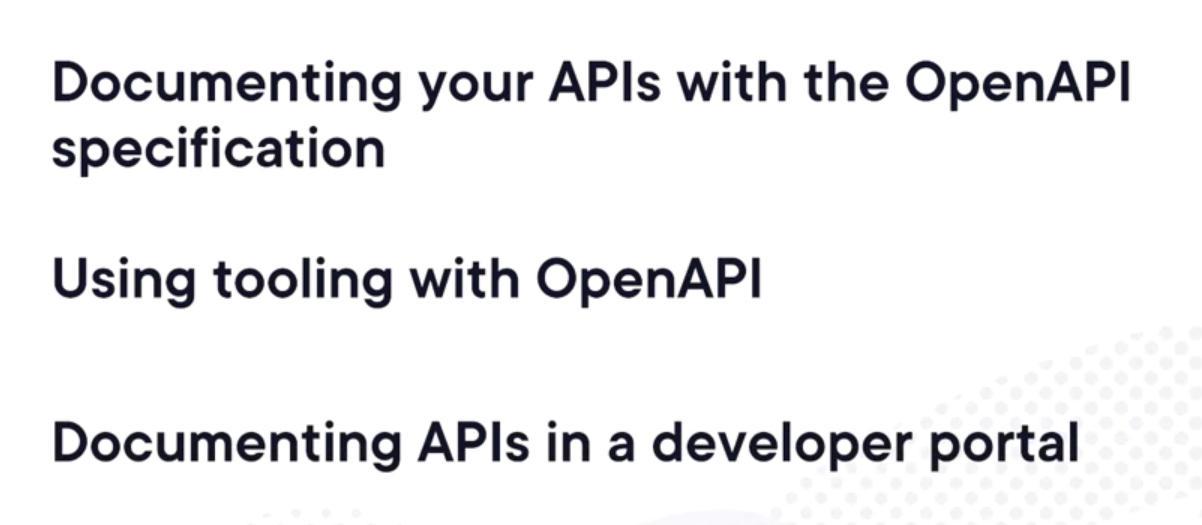 Documenting your APIs with the OpenAPI
specification
Using tooling with OpenAPI
Documenting APIs in a developer portal